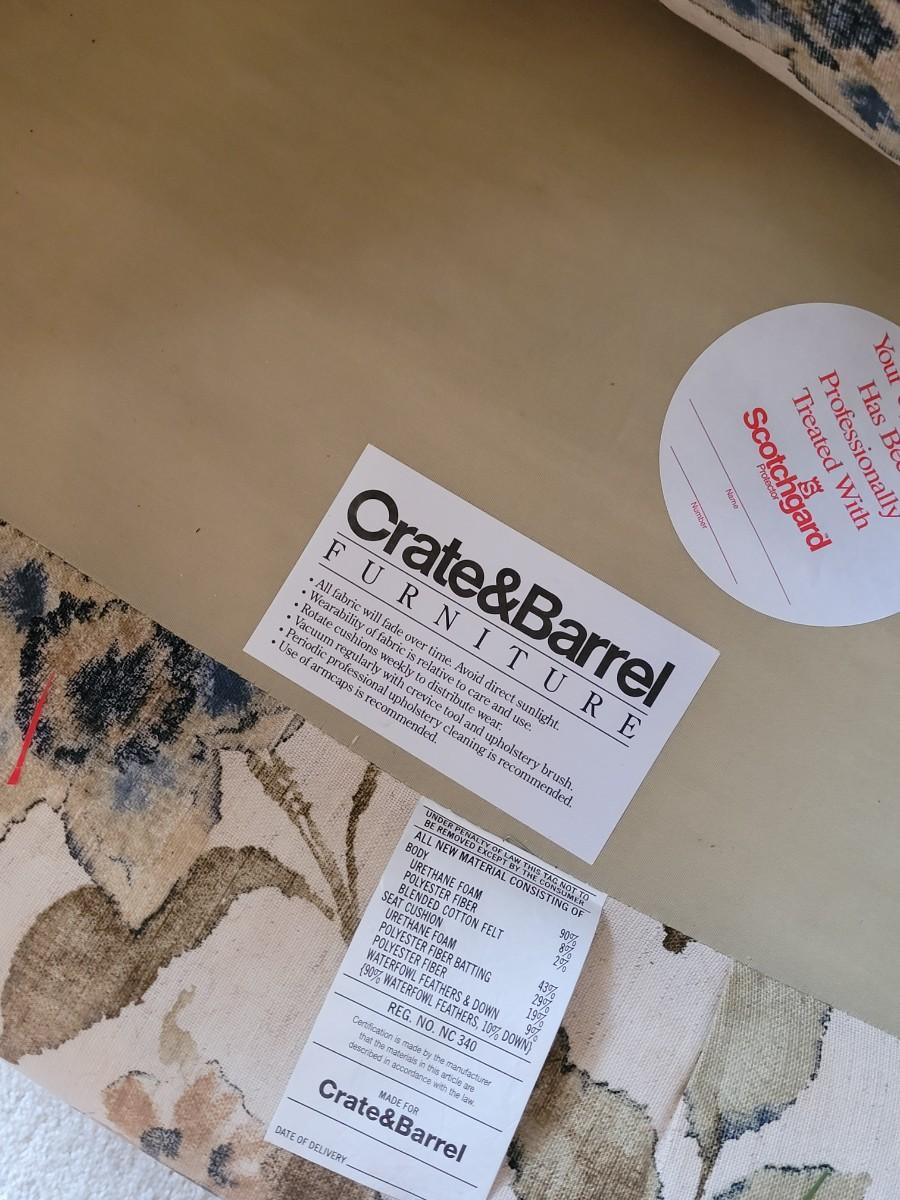 Crate&Barrel
FURNITURE
• All fabric will fade over time. Avoid direct sunlight.
• Wearability of fabric is relative to care and use.
• Rotate cushions weekly to distribute wear.
• Vacuum regularly with crevice tool and upholstery brush.
• Periodic professional upholstery cleaning is recommended.
• Use of armcaps is recommended.
Your
Has
Professionally
Treated With
Scotchgard
Protector
Name
Number
UNDER PENALTY OF LAW THIS TAG NOT TO
BE REMOVED EXCEPT BY THE CONSUMER
ALL NEW MATERIAL CONSISTING OF
BODY
URETHANE FOAM 90%
POLYESTER FIBER 8%
BLENDED COTTON FELT 2%
SEAT CUSHION
URETHANE FOAM 43%
POLYESTER FIBER BATTING 29%
POLYESTER FIBER 19%
WATERFOWL FEATHERS & DOWN 9%
(90% WATERFOWL FEATHERS, 10% DOWN)
REG. NO. NC 340
Certification is made by the manufacturer
that the materials in this article are
described in accordance with the law.
MADE FOR
Crate&Barrel
DATE OF DELIVERY